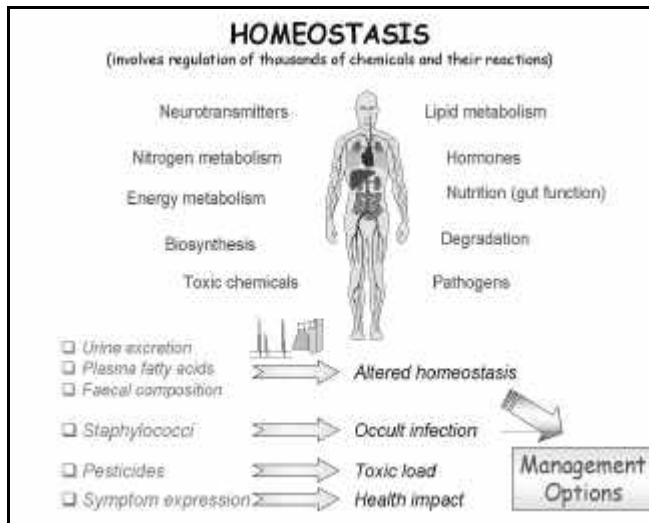 HOMEOSTASIS
(involves regulation of thousands of chemicals and their reactions)
Neurotransmitters
Nitrogen metabolism
Energy metabolism
Biosynthesis
Toxic chemicals
Lipid metabolism
Hormones
Nutrition (gut function)
Degradation
Pathogens
Urine excretion
Plasma fatty acids
Faecal composition
Altered homeostasis
Staphylococci
Occult infection
Pesticides
Toxic load
Symptom expression
Health impact
Management
Options